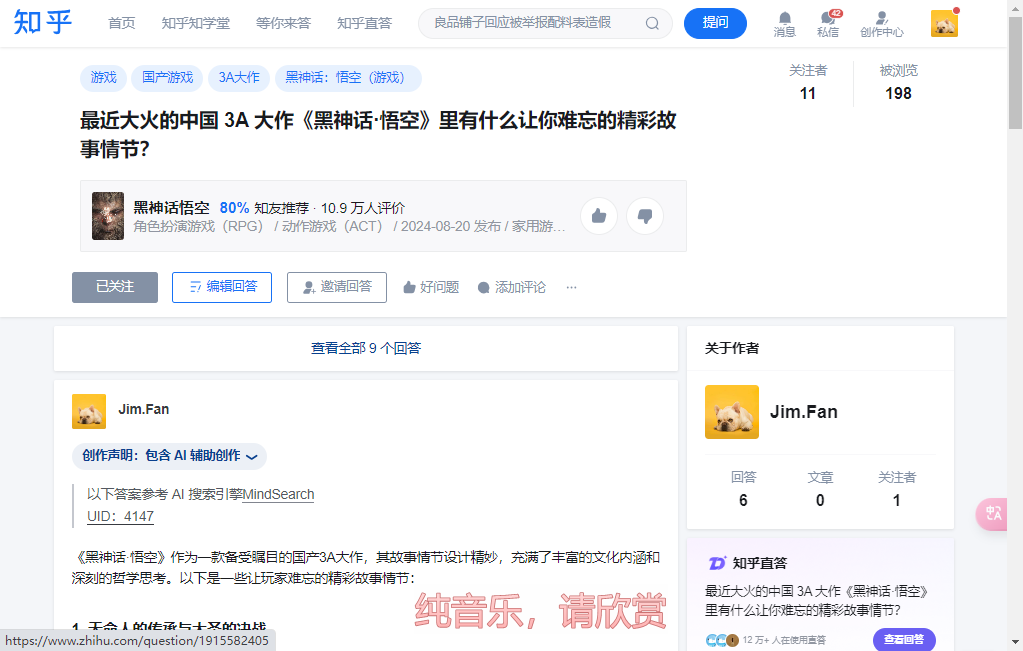 知乎 首页 知乎知学堂 等你来答 知乎直答 良品铺子回应被举报配料表造假 提问 消息 42 私信 创作中心
游戏 国产游戏 3A大作 黑神话：悟空（游戏） 关注者 被浏览
11 198
最近大火的中国 3A 大作《黑神话·悟空》里有什么让你难忘的精彩故
事情节？
黑神话悟空 80% 知友推荐 · 10.9 万人评价
角色扮演游戏（RPG） / 动作游戏（ACT） / 2024-08-20 发布 / 家用游…
已关注 编辑回答 邀请回答 好问题 添加评论 ...
查看全部 9 个回答
Jim.Fan
创作声明：包含 AI 辅助创作
以下答案参考 AI 搜索引擎MindSearch
UID：4147
《黑神话·悟空》作为一款备受瞩目的国产3A大作，其故事情节设计精妙，充满了丰富的文化内涵和
深刻的哲学思考。以下是一些让玩家难忘的精彩故事情节：
1. 天命人的传承与大圣的决战
纯音乐，请欣赏
https://www.zhihu.com/question/1915582405
关于作者
Jim.Fan
回答 文章 关注者
6 0 1
中 A
知乎直答
最近大火的中国 3A 大作《黑神话·悟空》
里有什么让你难忘的精彩故事情节？
12 万+ 人在使用直答 查看回答